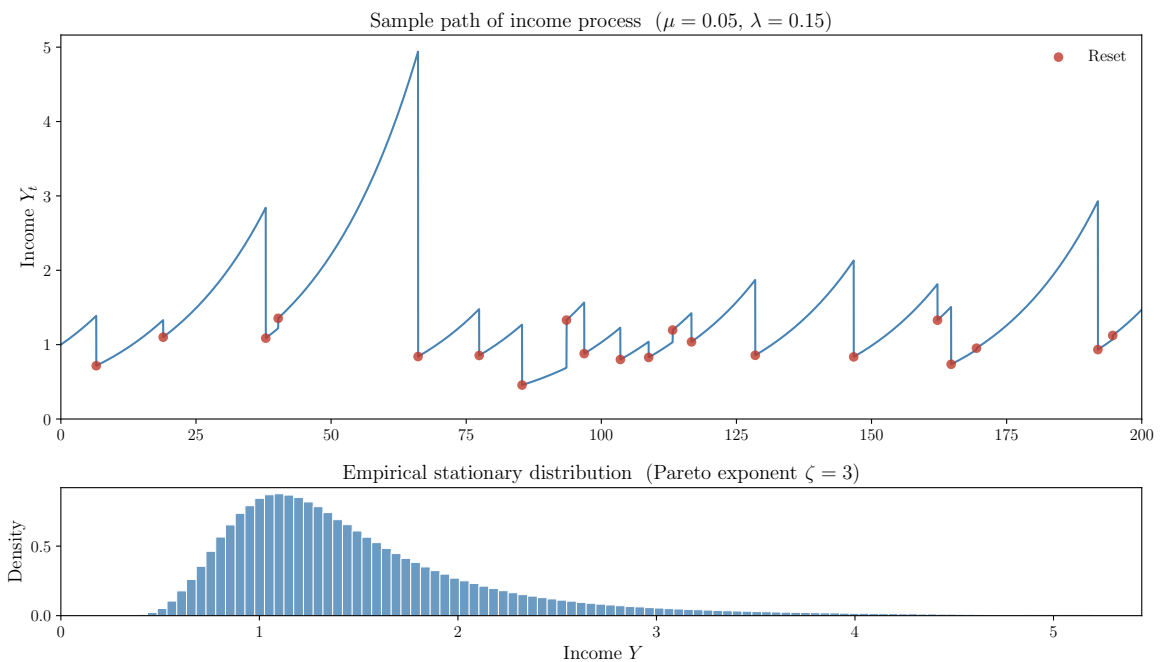 Sample path of income process (μ = 0.05, λ = 0.15)
5
4
3
2
1
0
Income Y_t
Reset
0 25 50 75 100 125 150 175 200
Empirical stationary distribution (Pareto exponent ζ = 3)
0.5
0.0
Density
0 1 2 3 4 5
Income Y